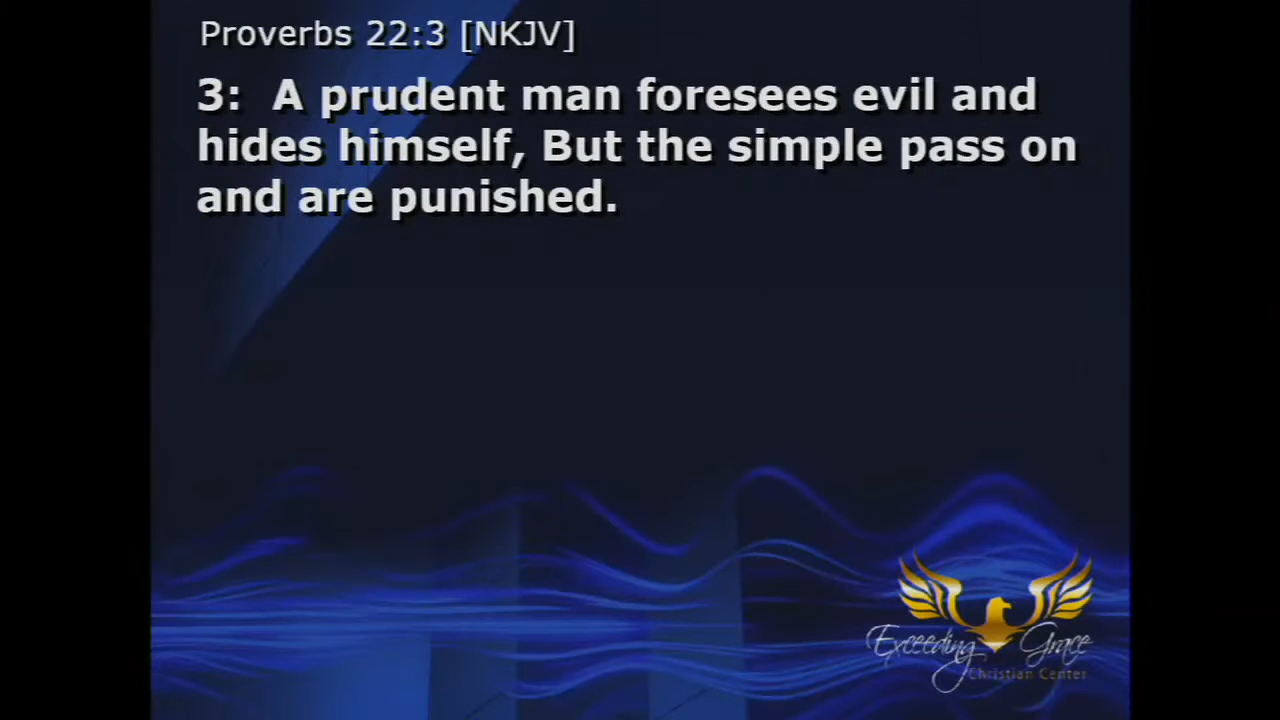 Proverbs 22:3 [NKJV]
3: A prudent man foresees evil and
hides himself, But the simple pass on
and are punished.
Exceeding Grace
Christian Center